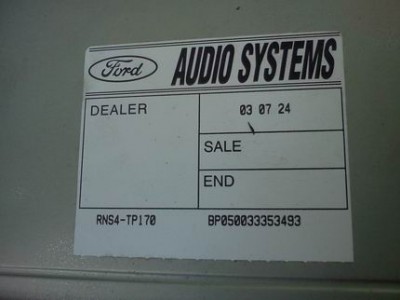 Ford AUDIO SYSTEMS
DEALER
03 07 24
SALE
END
RNS4-TP170 BP050033353493